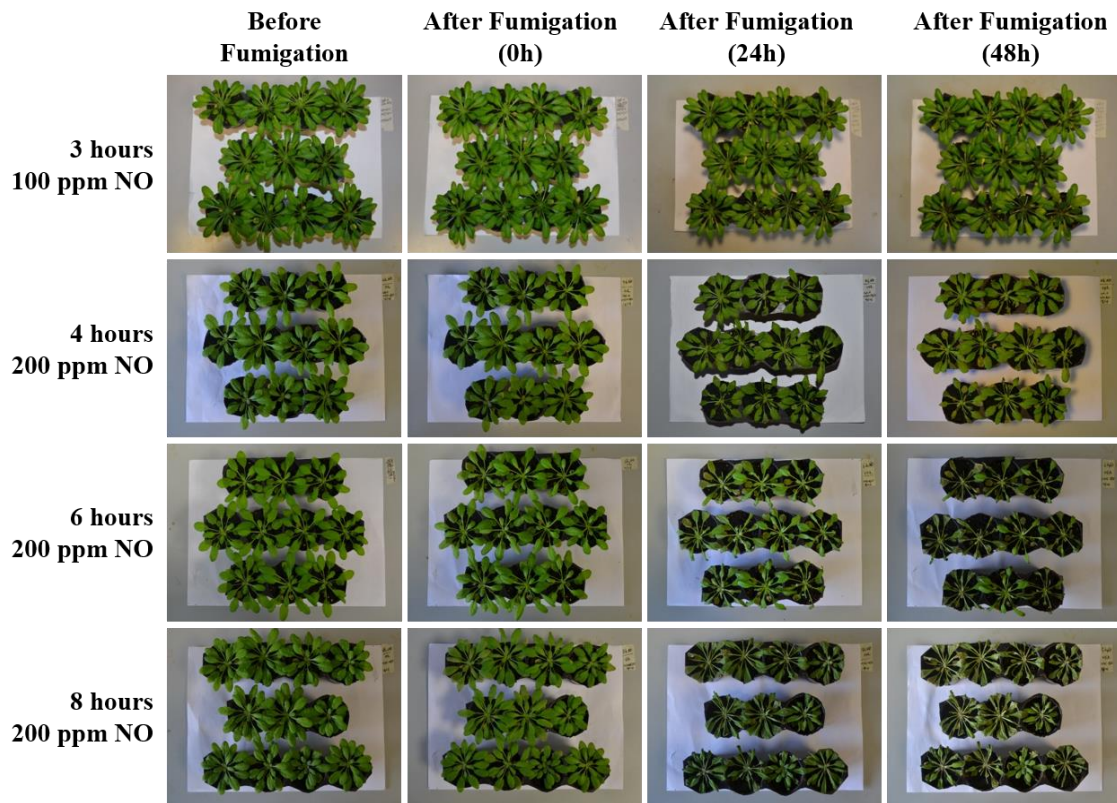 Before
Fumigation
After Fumigation
(0h)
After Fumigation
(24h)
After Fumigation
(48h)
3 hours
100 ppm NO
4 hours
200 ppm NO
6 hours
200 ppm NO
8 hours
200 ppm NO